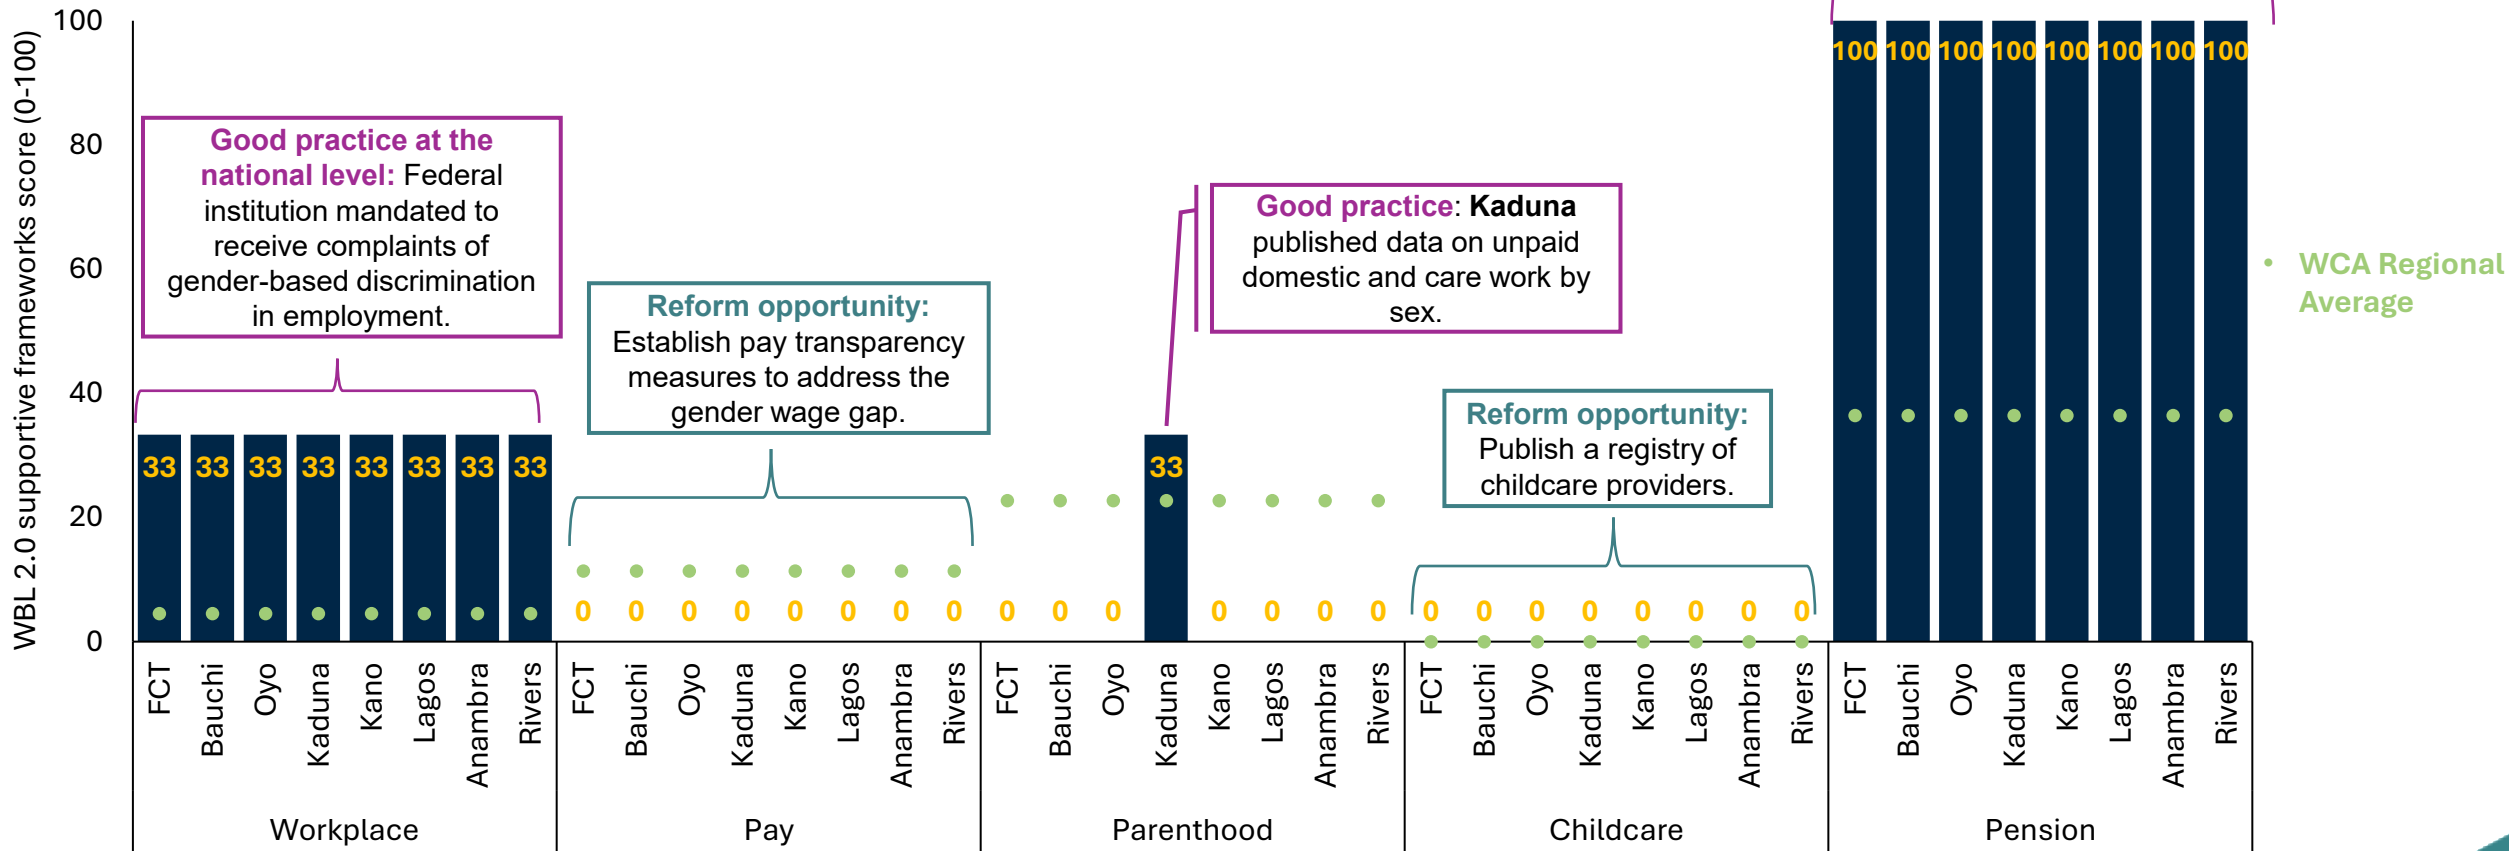 WBL 2.0 supportive frameworks score (0-100)
100
80
60
40
20
0
Good practice at the
national level: Federal
institution mandated to
receive complaints of
gender-based discrimination
in employment.
Reform opportunity:
Establish pay transparency
measures to address the
gender wage gap.
Good practice: Kaduna
published data on unpaid
domestic and care work by
sex.
Reform opportunity:
Publish a registry of
childcare providers.
WCA Regional
Average
33 33 33 33 33 33 33 33
0 0 0 0 0 0 0 0
0 0 0 33 0 0 0 0
0 0 0 0 0 0 0 0
100 100 100 100 100 100 100 100
FCT Bauchi Oyo Kaduna Kano Lagos Anambra Rivers
FCT Bauchi Oyo Kaduna Kano Lagos Anambra Rivers
FCT Bauchi Oyo Kaduna Kano Lagos Anambra Rivers
FCT Bauchi Oyo Kaduna Kano Lagos Anambra Rivers
FCT Bauchi Oyo Kaduna Kano Lagos Anambra Rivers
Workplace Pay Parenthood Childcare Pension